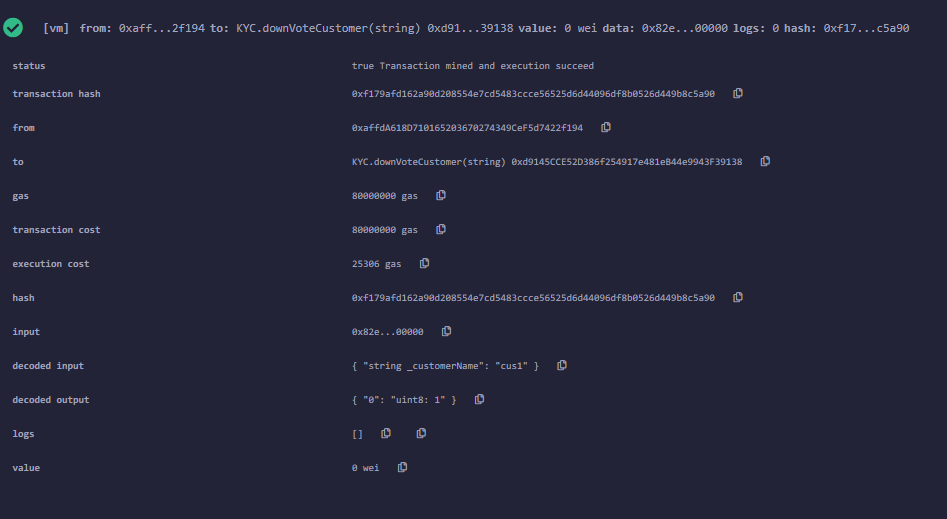 [vm] from: 0xaff...2f194 to: KYC.downVoteCustomer(string) 0xd91...39138 value: 0 wei data: 0x82e...00000 logs: 0 hash: 0xf17...c5a90
status true Transaction mined and execution succeed
transaction hash 0xf179afd162a90d208554e7cd5483ccce56525d6d44096df8b0526d449b8c5a90
from 0xaffdA618D710165203670274349CeF5d7422f194
to KYC.downVoteCustomer(string) 0xd9145CCE52D386f254917e481eB44e9943F39138
gas 80000000 gas
transaction cost 80000000 gas
execution cost 25306 gas
hash 0xf179afd162a90d208554e7cd5483ccce56525d6d44096df8b0526d449b8c5a90
input 0x82e...00000
decoded input { "string _customerName": "cus1" }
decoded output { "0": "uint8: 1" }
logs []
value 0 wei